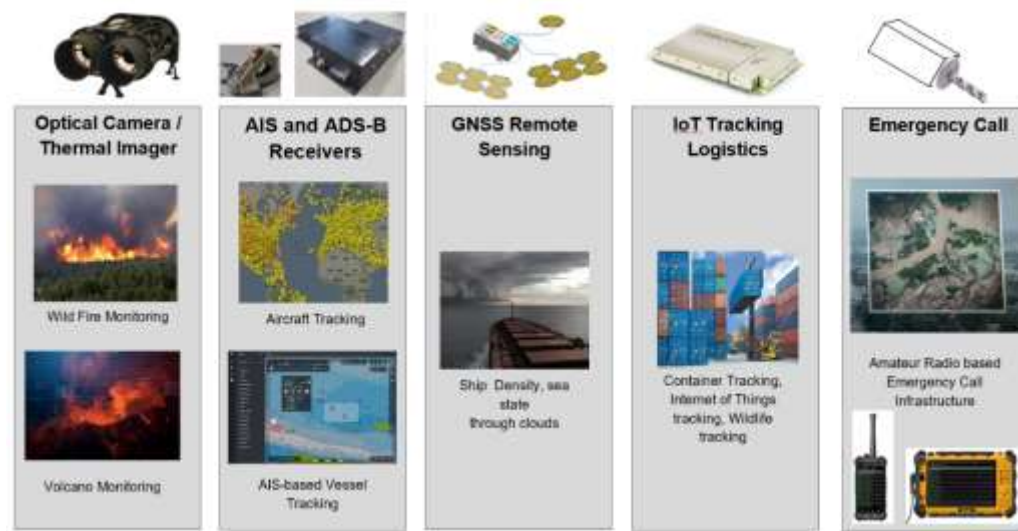 Optical Camera /
Thermal Imager
Wild Fire Monitoring
Volcano Monitoring
AIS and ADS-B
Receivers
Aircraft Tracking
AIS-based Vessel
Tracking
GNSS Remote
Sensing
Ship Density, sea
state
through clouds
IoT Tracking
Logistics
Container Tracking,
Internet of Things
tracking, Wildlife
tracking
Emergency Call
Amateur Radio based
Emergency Call
Infrastructure